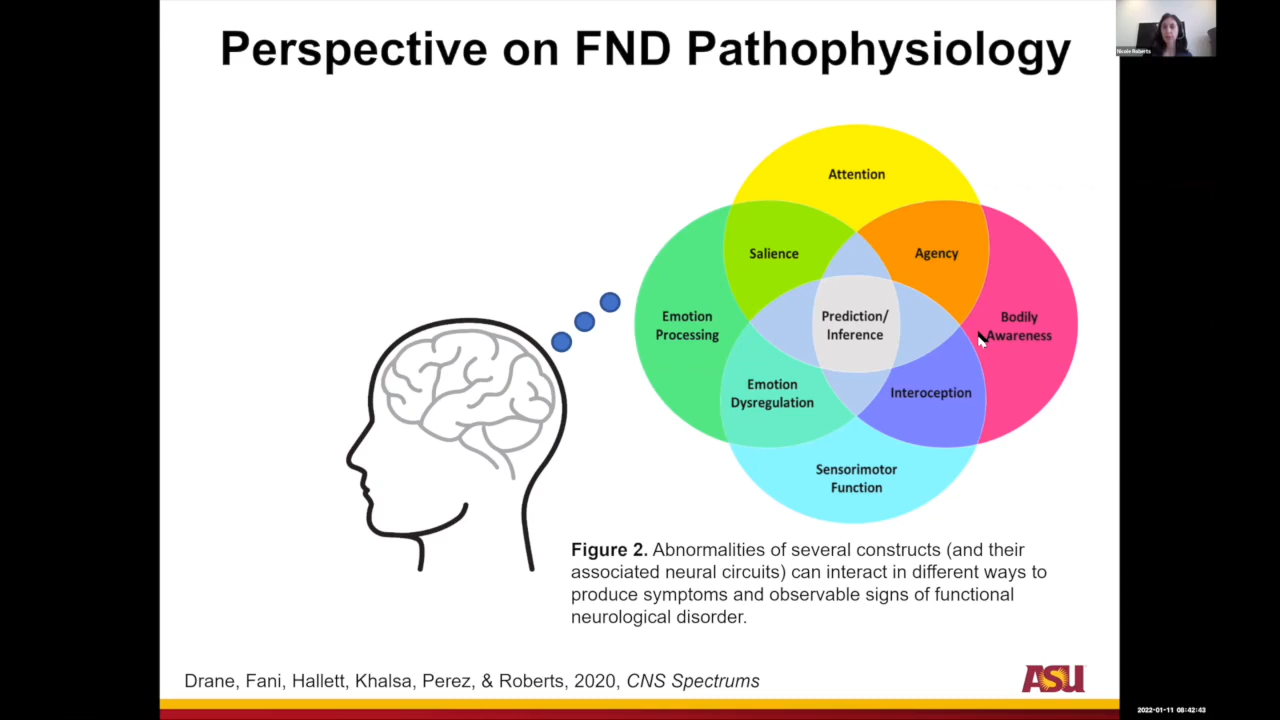 Perspective on FND Pathophysiology
Nicole Roberts
Attention
Salience
Agency
Emotion
Processing
Prediction/
Inference
Bodily
Awareness
Emotion
Dysregulation
Interoception
Sensorimotor
Function
Figure 2. Abnormalities of several constructs (and their
associated neural circuits) can interact in different ways to
produce symptoms and observable signs of functional
neurological disorder.
Drane, Fani, Hallett, Khalsa, Perez, & Roberts, 2020, CNS Spectrums
ASU
2022-01-11 08:42:43